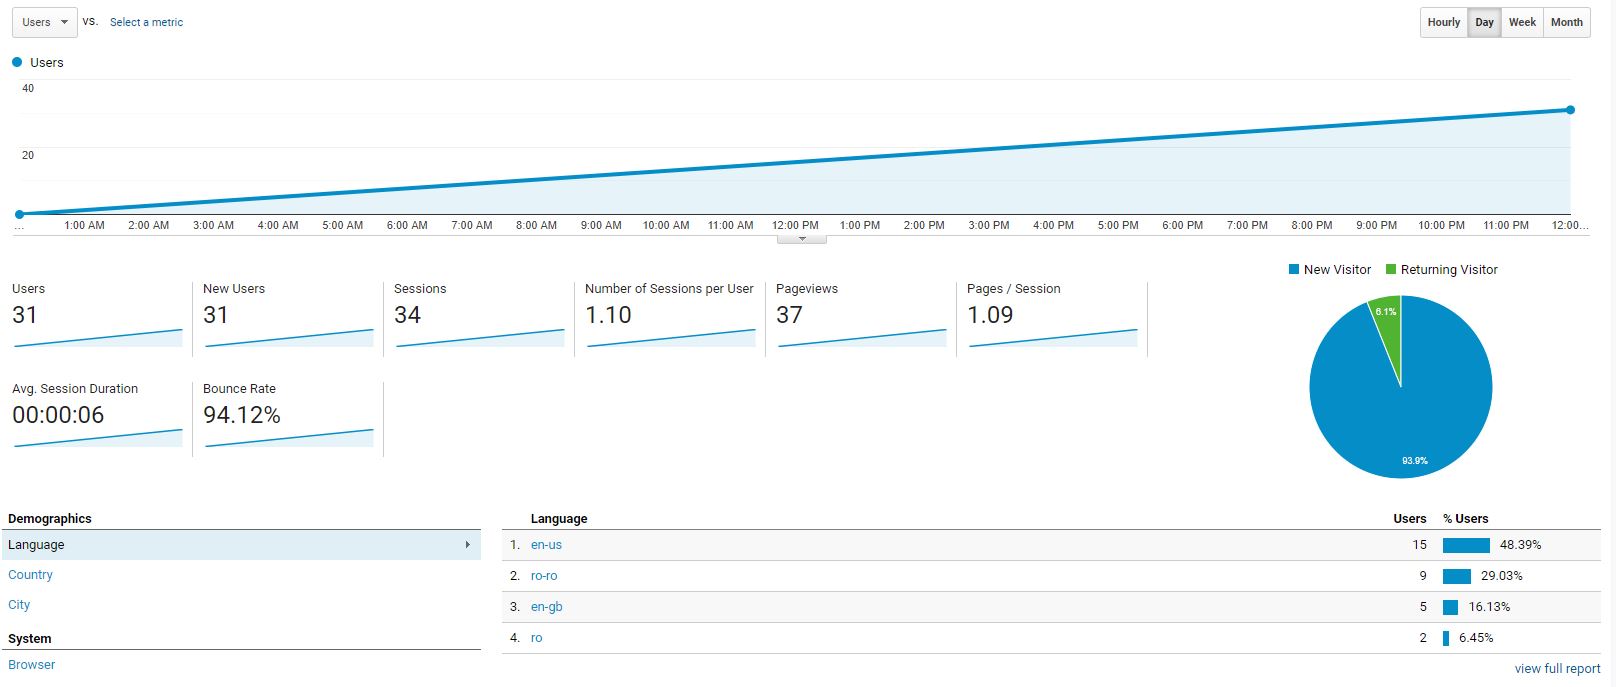 Users vs. Select a metric Hourly Day Week Month
Users
40
20
... 1:00 AM 2:00 AM 3:00 AM 4:00 AM 5:00 AM 6:00 AM 7:00 AM 8:00 AM 9:00 AM 10:00 AM 11:00 AM 12:00 PM 1:00 PM 2:00 PM 3:00 PM 4:00 PM 5:00 PM 6:00 PM 7:00 PM 8:00 PM 9:00 PM 10:00 PM 11:00 PM 12:00...
New Visitor Returning Visitor
Users New Users Sessions Number of Sessions per User Pageviews Pages / Session
31 31 34 1.10 37 1.09
6.1%
Avg. Session Duration Bounce Rate
00:00:06 94.12%
93.9%
Demographics
Language
Country
City
System
Browser
Language Users % Users
1. en-us 15 48.39%
2. ro-ro 9 29.03%
3. en-gb 5 16.13%
4. ro 2 6.45%
view full report